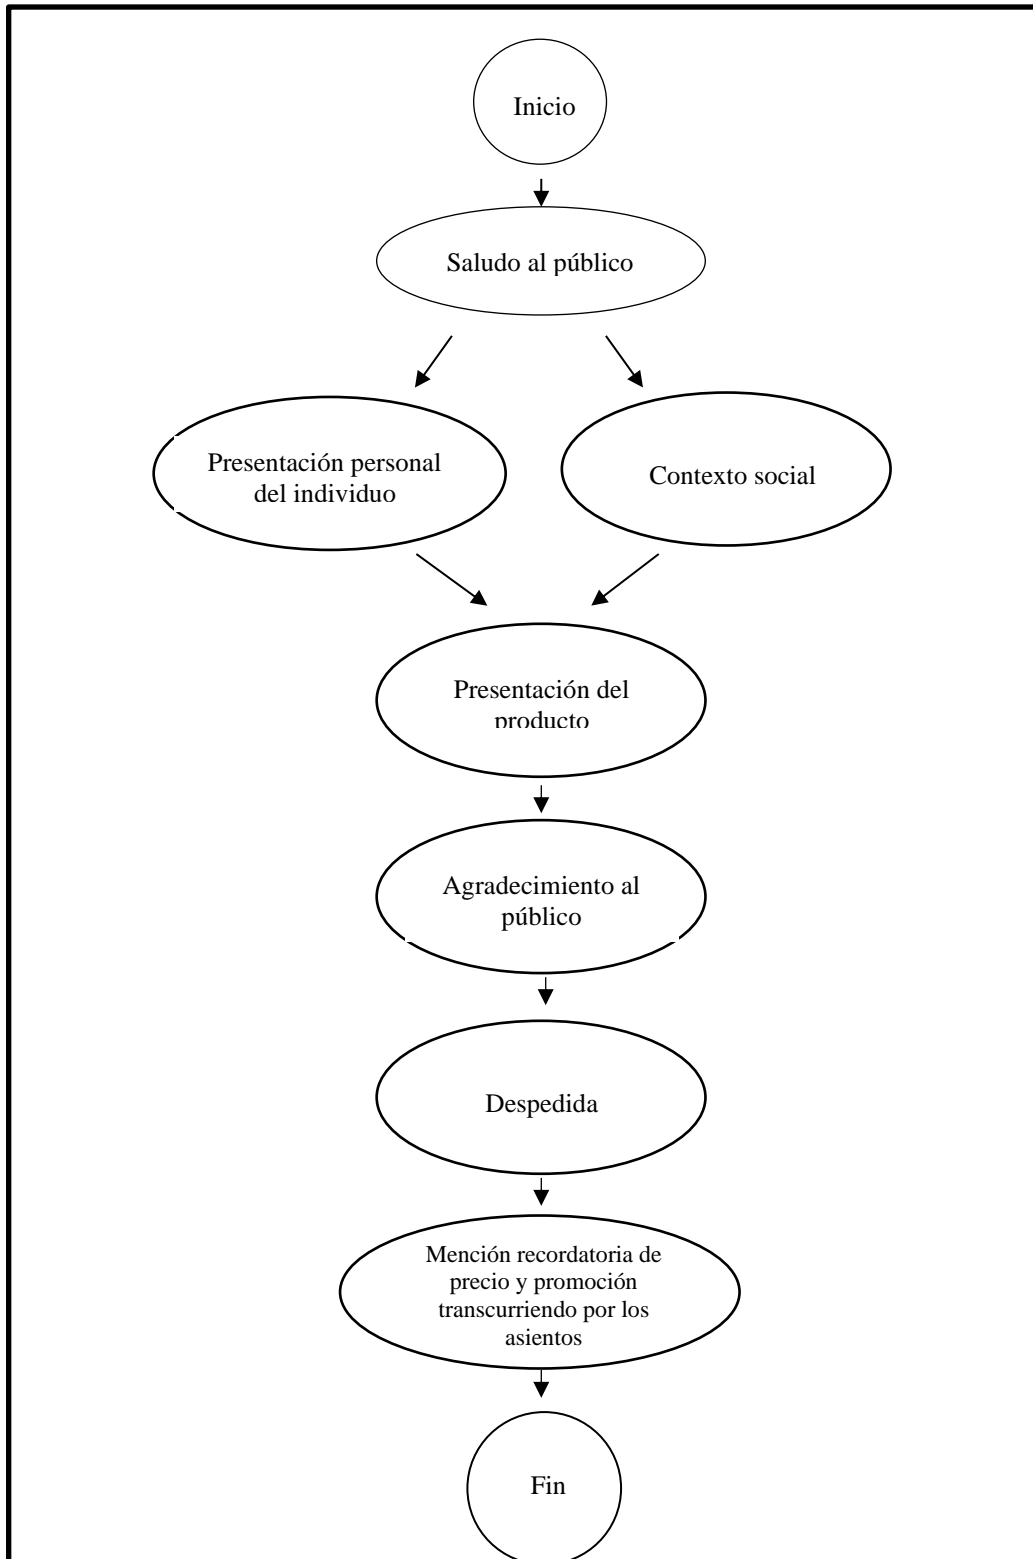 Inicio
Saludo al público
Presentación personal
del individuo
Contexto social
Presentación del
producto
Agradecimiento al
público
Despedida
Mención recordatoria de
precio y promoción
transcurriendo por los
asientos
Fin